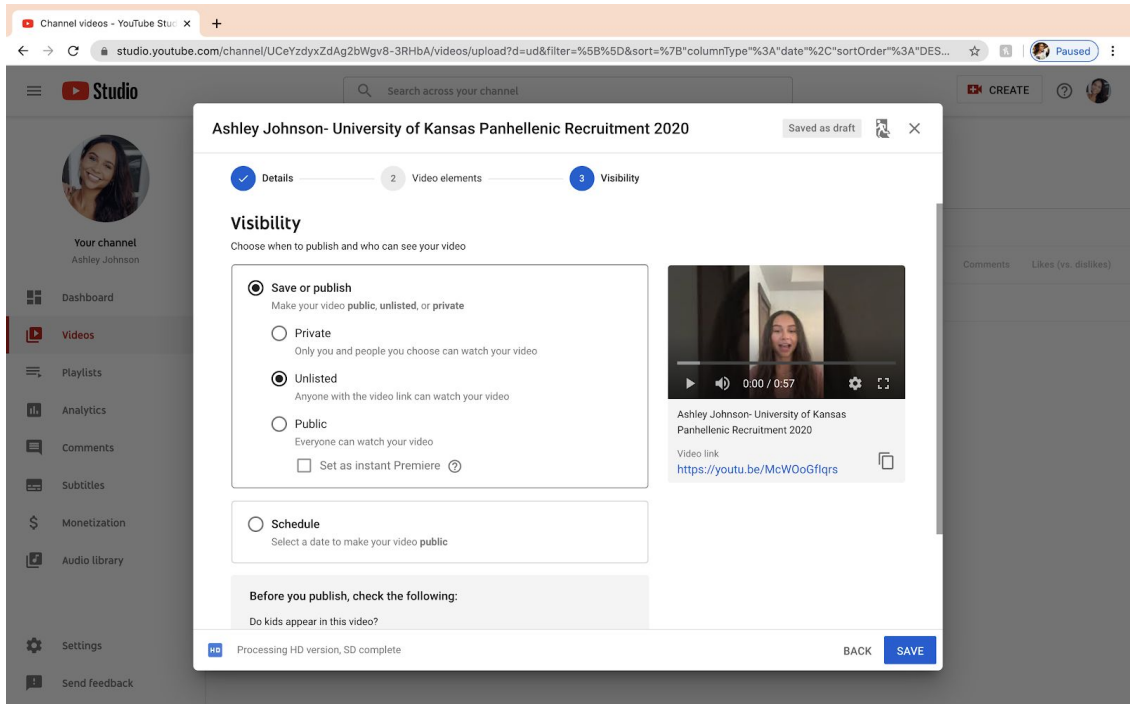 Channel videos - YouTube Stud
studio.youtube.com/channel/UCeYzdyxZdAg2bWgv8-3RHbA/videos/upload?d=ud&filter=%5B%5D&sort=%7B"columnType"%3A"date"%2C"sortOrder"%3A"DES...
Paused
Studio
Search across your channel
CREATE
Ashley Johnson- University of Kansas Panhellenic Recruitment 2020
Saved as draft
Details
2 Video elements
3 Visibility
Your channel
Ashley Johnson
Dashboard
Videos
Playlists
Analytics
Comments
Subtitles
Monetization
Audio library
Settings
Send feedback
Visibility
Choose when to publish and who can see your video
Save or publish
Make your video public, unlisted, or private
Private
Only you and people you choose can watch your video
Unlisted
Anyone with the video link can watch your video
Public
Everyone can watch your video
Set as instant Premiere
Schedule
Select a date to make your video public
Before you publish, check the following:
Do kids appear in this video?
0:00 / 0:57
Ashley Johnson- University of Kansas
Panhellenic Recruitment 2020
Video link
https://youtu.be/McWOoGfIqrs
Comments Likes (vs. dislikes)
HD Processing HD version, SD complete
BACK SAVE